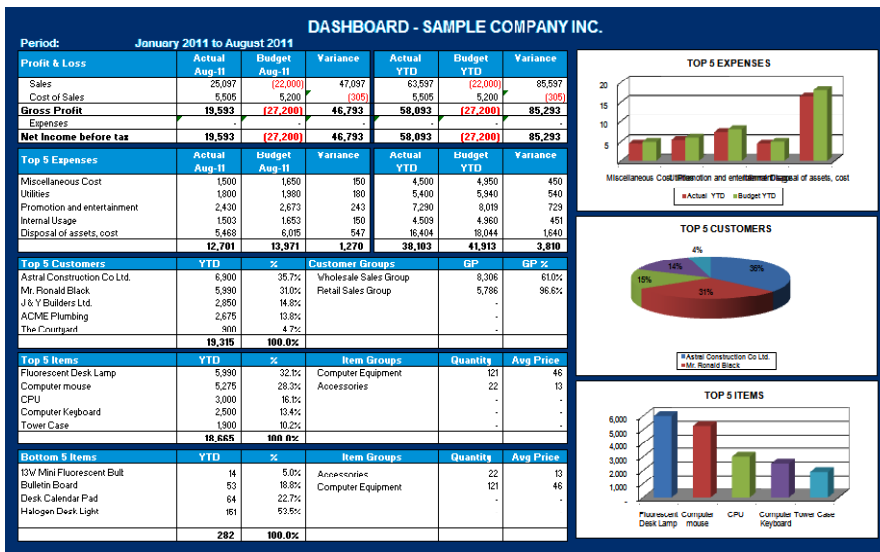 DASHBOARD - SAMPLE COMPANY INC.
Period: January 2011 to August 2011
Profit & Loss Actual Aug-11 Budget Aug-11 Variance Actual YTD Budget YTD Variance
Sales 25,097 (22,000) 47,097 63,597 (22,000) 85,597
Cost of Sales 5,505 5,200 (305) 5,505 5,200 (305)
Gross Profit 19,593 (27,200) 46,793 58,093 (27,200) 85,293
Expenses - - - - - -
Net Income before tax 19,593 (27,200) 46,793 58,093 (27,200) 85,293
Top 5 Expenses Actual Aug-11 Budget Aug-11 Variance Actual YTD Budget YTD Variance
Miscellaneous Cost 1,500 1,650 150 4,500 4,950 450
Utilities 1,800 1,980 180 5,400 5,940 540
Promotion and entertainment 2,430 2,673 243 7,290 8,019 729
Internal Usage 1,503 1,653 150 4,509 4,960 451
Disposal of assets, cost 5,468 6,015 547 16,404 18,044 1,640
12,701 13,971 1,270 38,103 41,913 3,810
Top 5 Customers YTD % Customer Groups GP GP %
Astral Construction Co Ltd. 6,900 35.7% Wholesale Sales Group 8,306 61.0%
Mr. Ronald Black 5,990 31.0% Retail Sales Group 5,786 96.6%
J & Y Builders Ltd. 2,850 14.8% -
ACME Plumbing 2,675 13.8% -
The Courtyard 900 4.7% -
19,315 100.0%
Top 5 Items YTD % Item Groups Quantity Avg Price
Fluorescent Desk Lamp 5,990 32.1% Computer Equipment 121 46
Computer mouse 5,275 28.3% Accessories 22 13
CPU 3,000 16.1% - -
Computer Keyboard 2,500 13.4% - -
Tower Case 1,900 10.2% - -
18,665 100.0%
Bottom 5 Items YTD % Item Groups Quantity Avg Price
13W Mini Fluorescent Bulb 14 5.0% Accessories 22 13
Bulletin Board 53 18.8% Computer Equipment 121 46
Desk Calendar Pad 64 22.7% - -
Halogen Desk Light 151 53.5% - -
282 100.0%
TOP 5 EXPENSES
20
15
10
5
-
Miscellaneous Cost Promotion and entertainment Disposal of assets, cost
Actual YTD Budget YTD
TOP 5 CUSTOMERS
4%
14% 35%
15%
31%
Astral Construction Co Ltd.
Mr. Ronald Black
TOP 5 ITEMS
6,000
5,000
4,000
3,000
2,000
1,000
-
Fluorescent Computer CPU Computer Tower Case
Desk Lamp mouse Keyboard